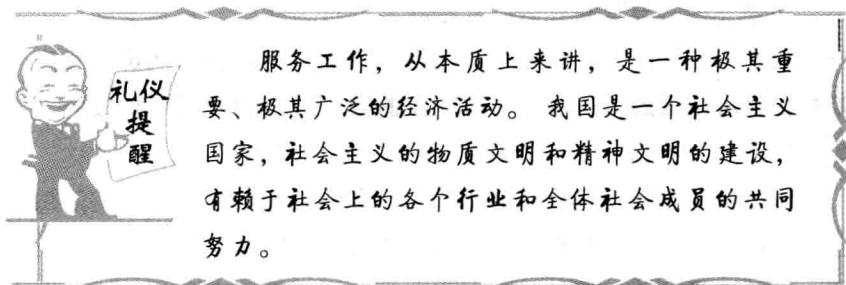 礼仪
提
醒
服务工作，从本质上来讲，是一种极其重
要、极其广泛的经济活动。我国是一个社会主义
国家，社会主义的物质文明和精神文明的建设，
有赖于社会上的各个行业和全体社会成员的共同
努力。